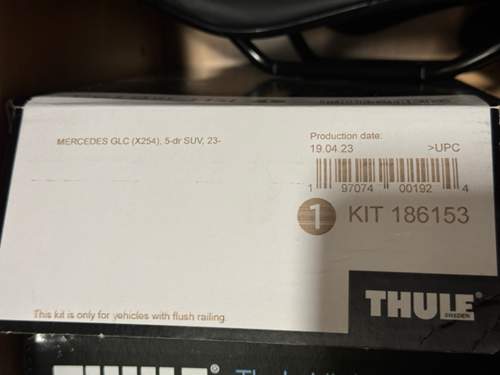 MERCEDES GLC (X254), 5-dr SUV, 23-
Production date:
19.04.23 >UPC
1 97074 00192 4
1 KIT 186153
THULE®
SWEDEN
This kit is only for vehicles with flush railing.
THULE®